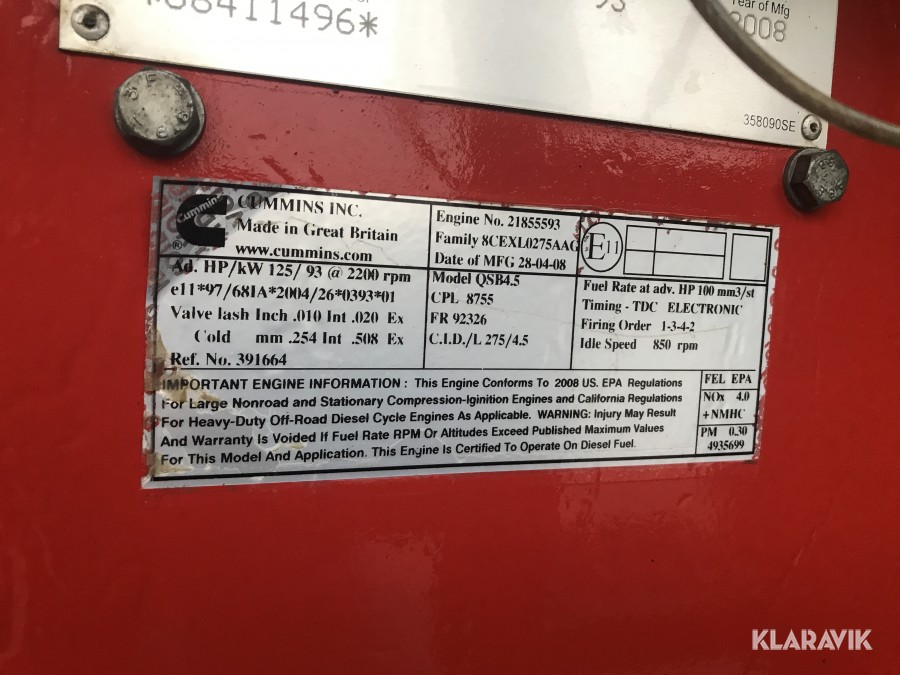 68411496*
Year of Mfg
2008
358090SE
Cummins
®
CUMMINS INC.
Made in Great Britain
www.cummins.com
Ad. HP/kW 125/ 93 @ 2200 rpm
e11*97/68IA*2004/26*0393*01
Valve lash Inch .010 Int .020 Ex
Cold mm .254 Int .508 Ex
Ref. No. 391664
Engine No. 21855593
Family 8CEXL0275AAG
Date of MFG 28-04-08
Model QSB4.5
CPL 8755
FR 92326
C.I.D./L 275/4.5
E11
Fuel Rate at adv. HP 100 mm3/st
Timing - TDC ELECTRONIC
Firing Order 1-3-4-2
Idle Speed 850 rpm
IMPORTANT ENGINE INFORMATION : This Engine Conforms To 2008 US. EPA Regulations
For Large Nonroad and Stationary Compression-Iginition Engines and California Regulations
For Heavy-Duty Off-Road Diesel Cycle Engines As Applicable. WARNING: Injury May Result
And Warranty is Voided If Fuel Rate RPM Or Altitudes Exceed Published Maximum Values
For This Model And Application. This Engine Is Certified To Operate On Diesel Fuel.
FEL EPA
NOx 4.0
+NMHC
PM 0.30
4935699
KLARAVIK